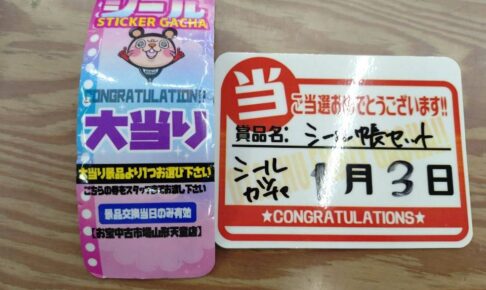 シール
STICKER GACHA
CONGRATULATION!!
大当り
大当り景品より1つお選び下さい
こちらの巻をスタッフまでお渡し下さい
景品交換当日のみ有効
【お宝中古市場山形天童店】
当
ご当選おめでとうございます!!
賞品名: シール帳セット
シール
ガチャ
1月3日
★CONGRATULATIONS★